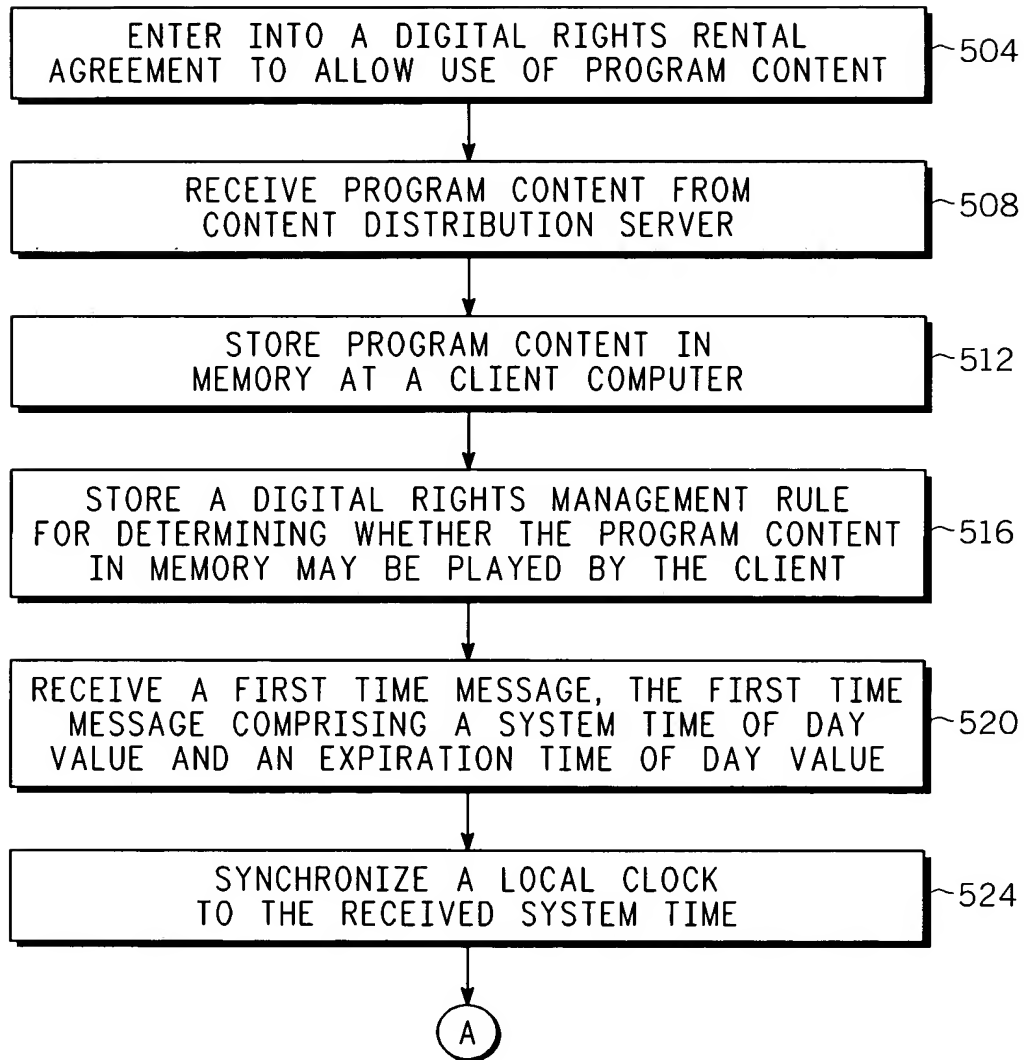 ENTER INTO A DIGITAL RIGHTS RENTAL
AGREEMENT TO ALLOW USE OF PROGRAM CONTENT
504
RECEIVE PROGRAM CONTENT FROM
CONTENT DISTRIBUTION SERVER
508
STORE PROGRAM CONTENT IN
MEMORY AT A CLIENT COMPUTER
512
STORE A DIGITAL RIGHTS MANAGEMENT RULE
FOR DETERMINING WHETHER THE PROGRAM CONTENT
IN MEMORY MAY BE PLAYED BY THE CLIENT
516
RECEIVE A FIRST TIME MESSAGE, THE FIRST TIME
MESSAGE COMPRISING A SYSTEM TIME OF DAY
VALUE AND AN EXPIRATION TIME OF DAY VALUE
520
SYNCHRONIZE A LOCAL CLOCK
TO THE RECEIVED SYSTEM TIME
524
A